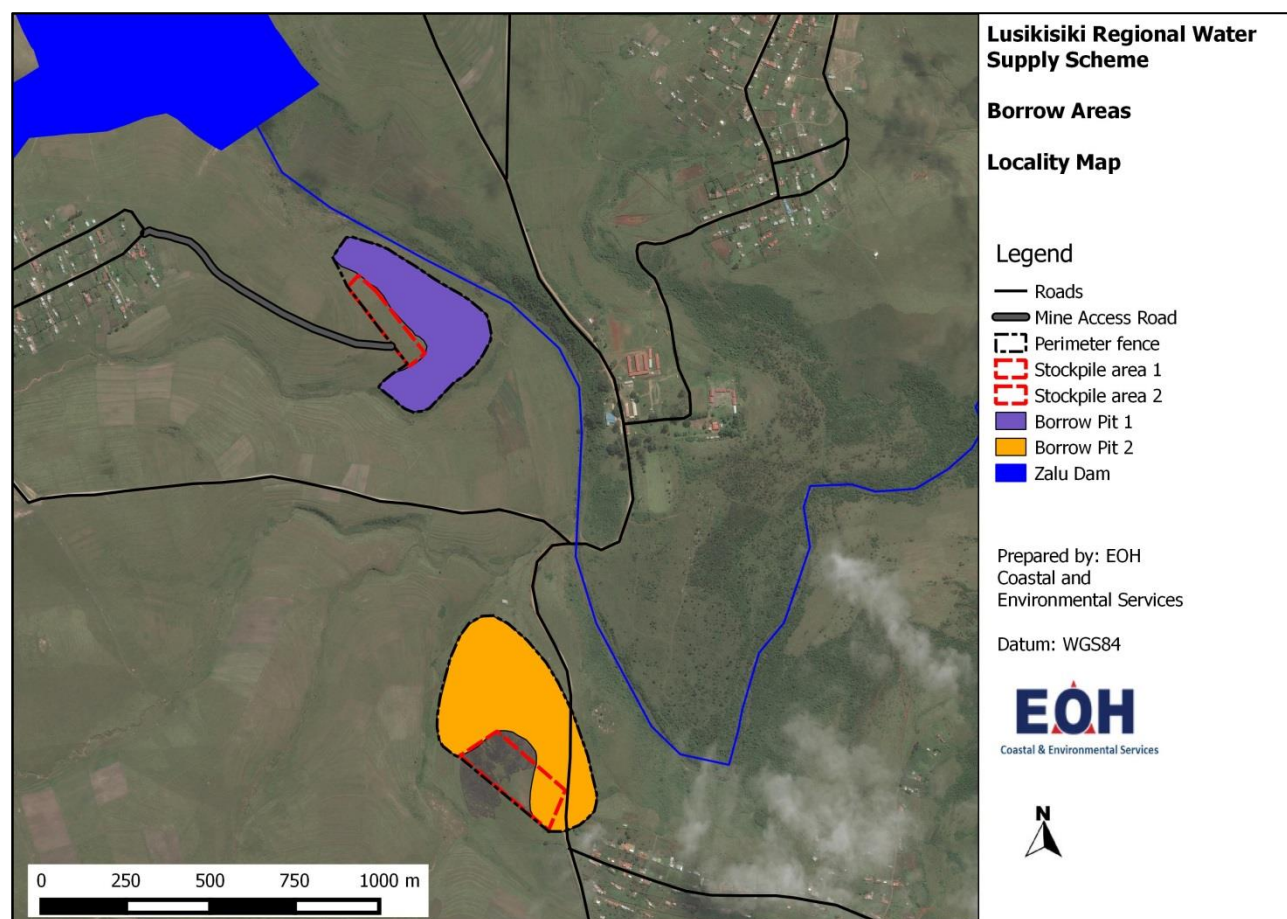 Lusikisiki Regional Water
Supply Scheme
Borrow Areas
Locality Map
Legend
Roads
Mine Access Road
Perimeter fence
Stockpile area 1
Stockpile area 2
Borrow Pit 1
Borrow Pit 2
Zalu Dam
Prepared by: EOH
Coastal and
Environmental Services
Datum: WGS84
EOH
Coastal & Environmental Services
N
0 250 500 750 1000 m